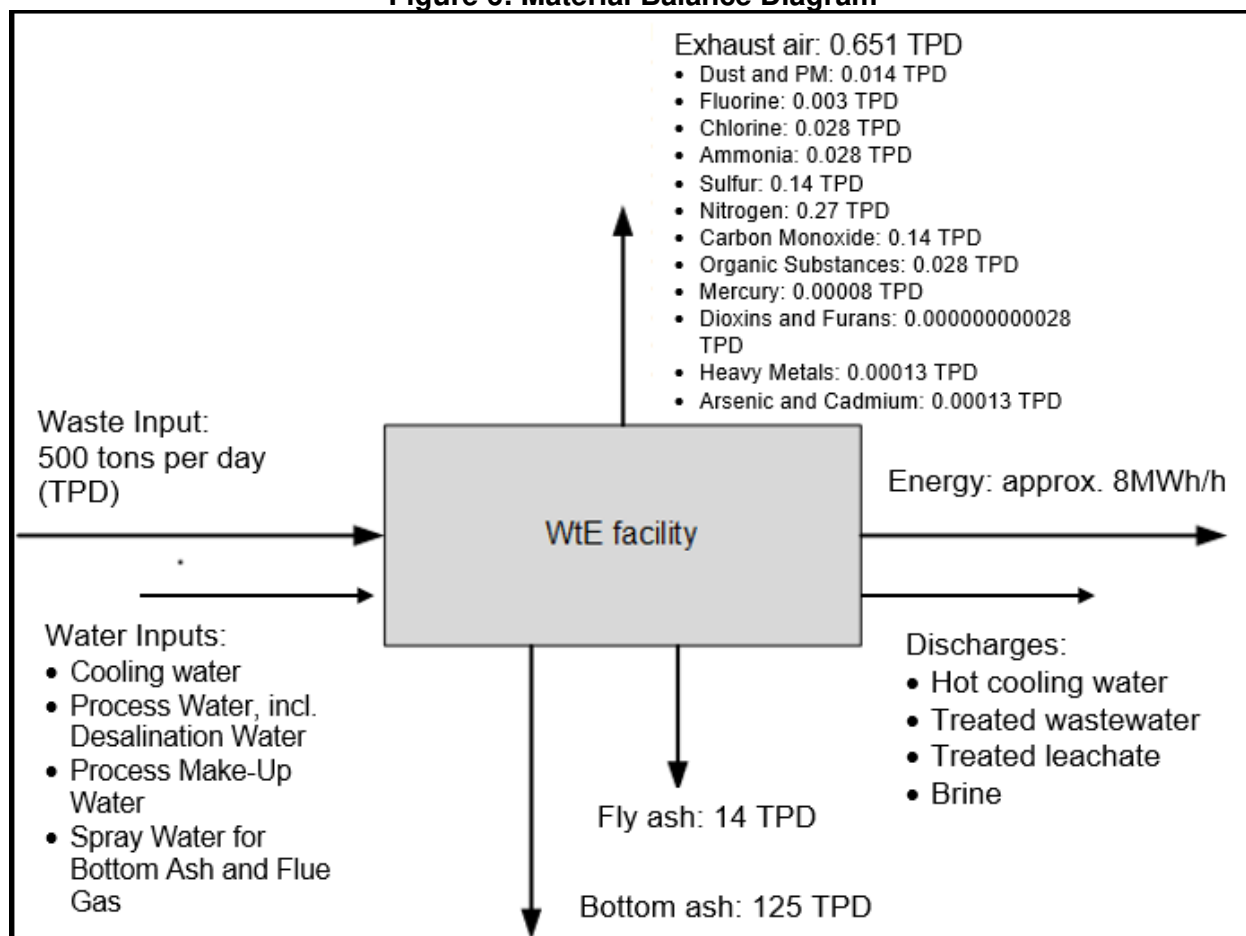 Figure 6: Material Balance Diagram
Exhaust air: 0.651 TPD
• Dust and PM: 0.014 TPD
• Fluorine: 0.003 TPD
• Chlorine: 0.028 TPD
• Ammonia: 0.028 TPD
• Sulfur: 0.14 TPD
• Nitrogen: 0.27 TPD
• Carbon Monoxide: 0.14 TPD
• Organic Substances: 0.028 TPD
• Mercury: 0.00008 TPD
• Dioxins and Furans: 0.000000000028
TPD
• Heavy Metals: 0.00013 TPD
• Arsenic and Cadmium: 0.00013 TPD
Waste Input:
500 tons per day
(TPD)
WtE facility
Energy: approx. 8MWh/h
Water Inputs:
• Cooling water
• Process Water, incl.
Desalination Water
• Process Make-Up
Water
• Spray Water for
Bottom Ash and Flue
Gas
Discharges:
• Hot cooling water
• Treated wastewater
• Treated leachate
• Brine
Fly ash: 14 TPD
Bottom ash: 125 TPD